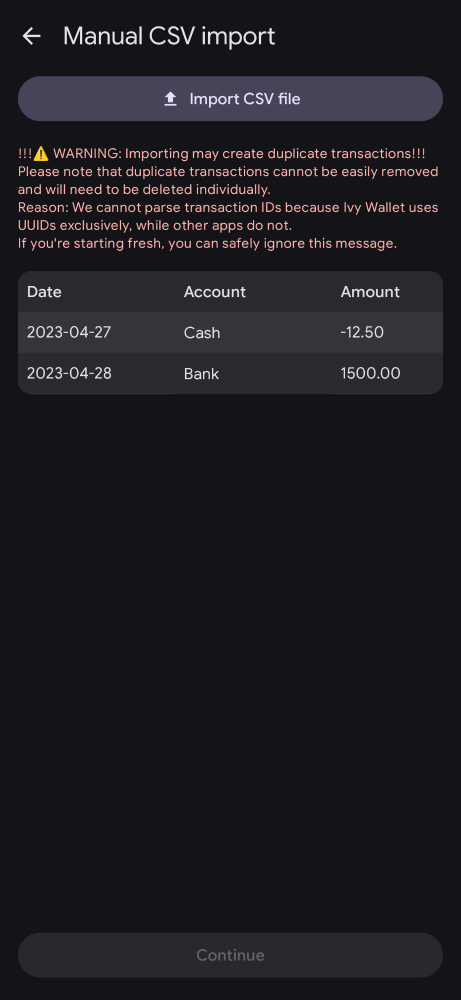 Manual CSV import
Import CSV file
!!!⚠️ WARNING: Importing may create duplicate transactions!!!
Please note that duplicate transactions cannot be easily removed
and will need to be deleted individually.
Reason: We cannot parse transaction IDs because Ivy Wallet uses
UUIDs exclusively, while other apps do not.
If you're starting fresh, you can safely ignore this message.
Date Account Amount
2023-04-27 Cash -12.50
2023-04-28 Bank 1500.00
Continue